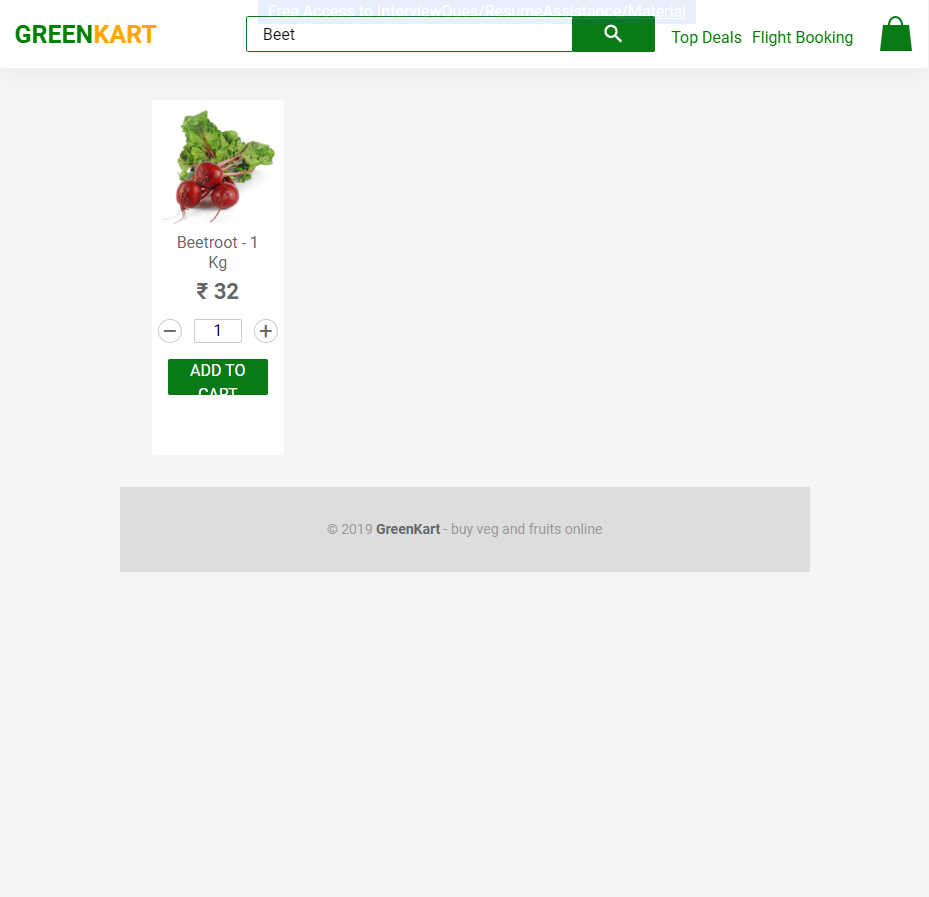 Free Access to InterviewQues/ResumeAssistance/Material
GREENKART
Beet
Top Deals Flight Booking
Beetroot - 1
Kg
₹ 32
1
ADD TO
CART
© 2019 GreenKart - buy veg and fruits online